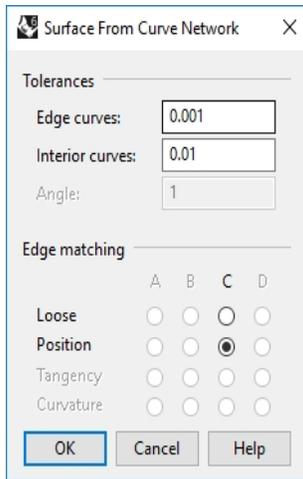 Surface From Curve Network
Tolerances
Edge curves: 0.001
Interior curves: 0.01
Angle: 1
Edge matching
A B C D
Loose
Position
Tangency
Curvature
OK Cancel Help